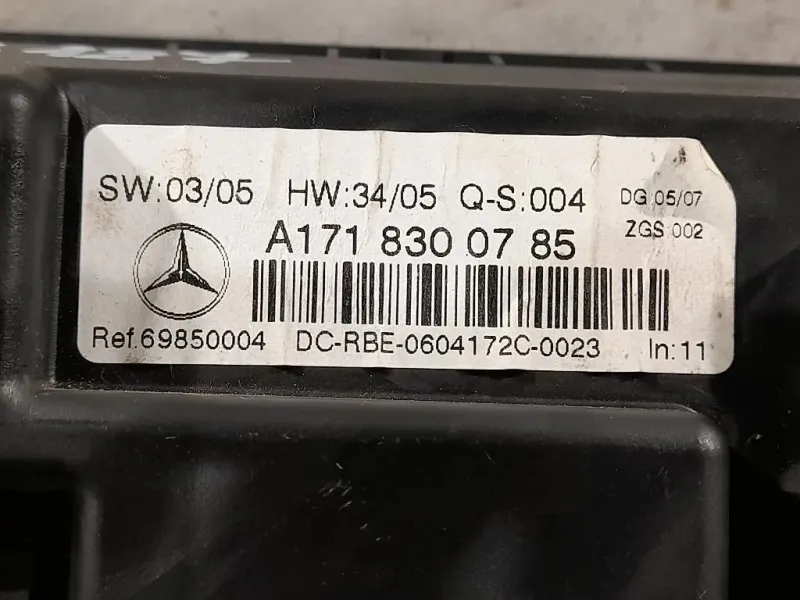 SW:03/05 HW:34/05 Q-S:004 DG:05/07
ZGS:002
A171 830 07 85
Ref.69850004 DC-RBE-0604172C-0023 In:11